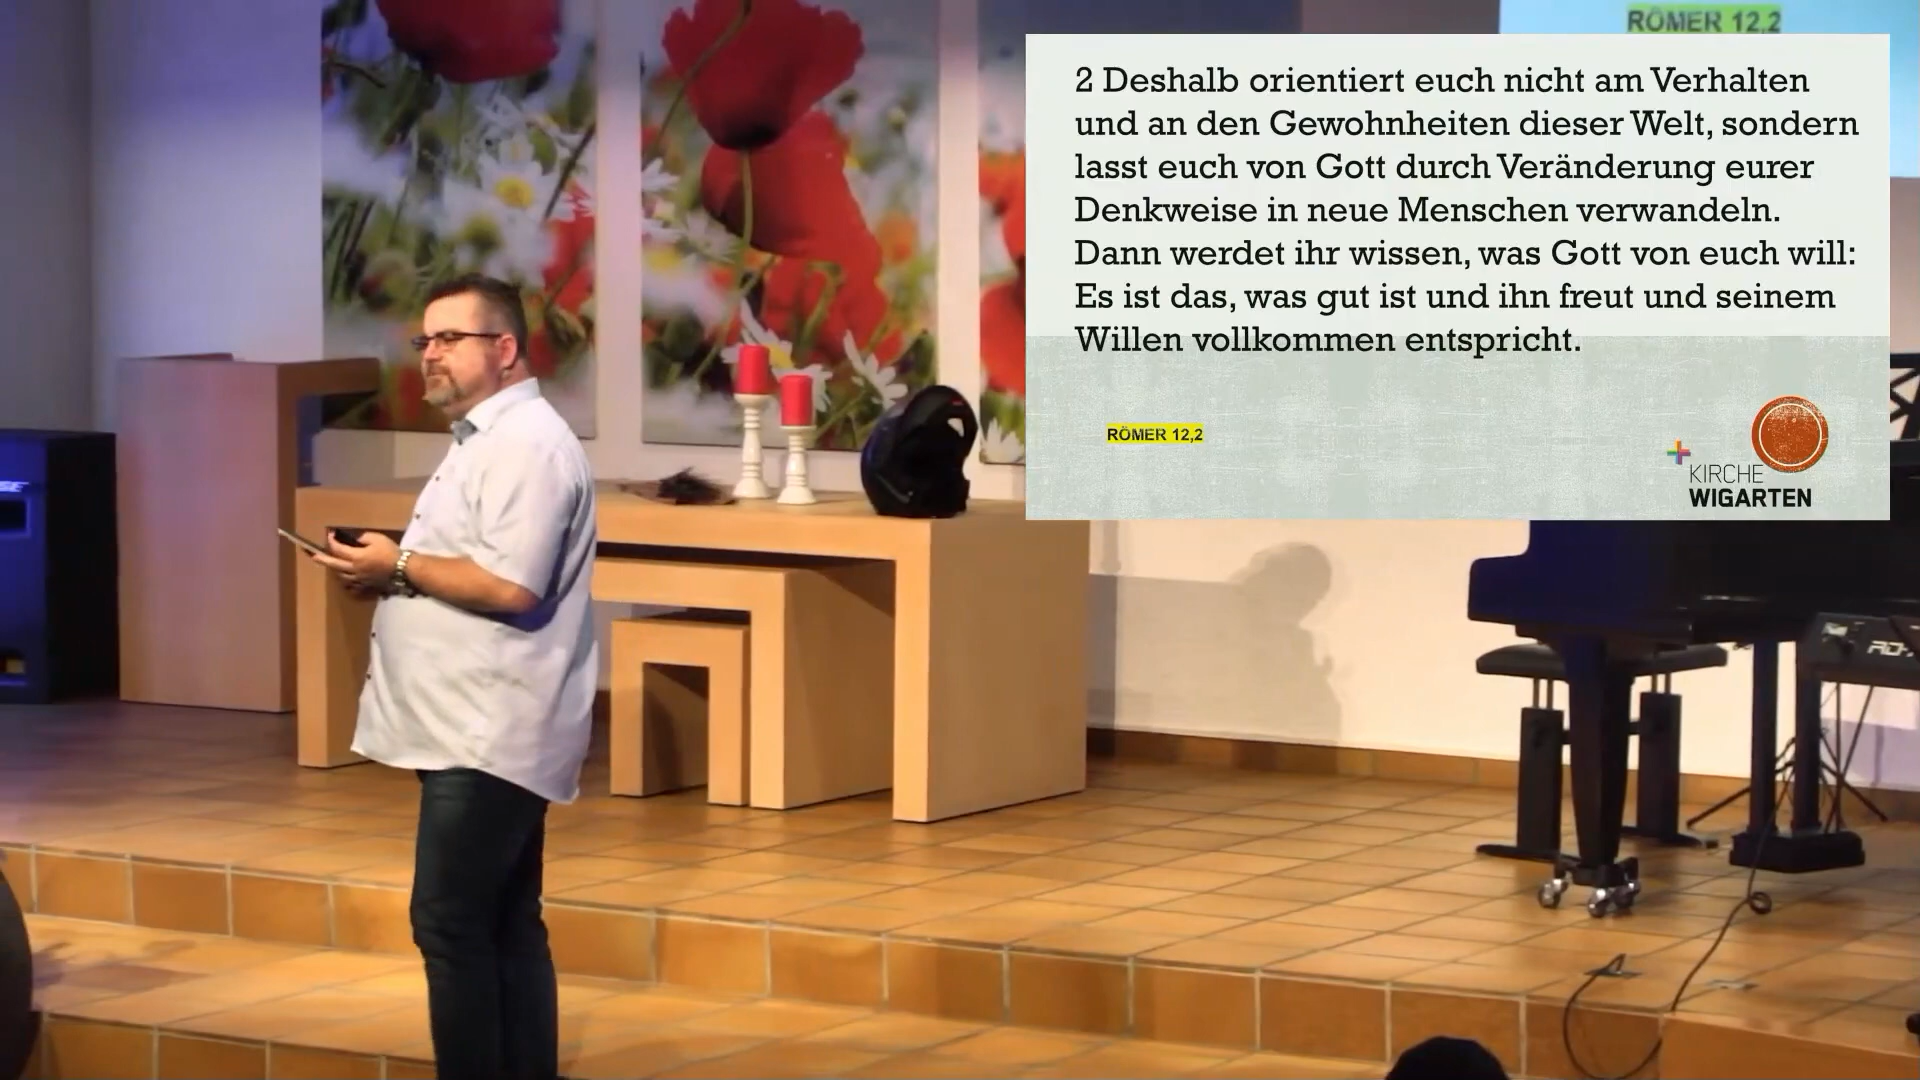 RÖMER 12,2
2 Deshalb orientiert euch nicht am Verhalten
und an den Gewohnheiten dieser Welt, sondern
lasst euch von Gott durch Veränderung eurer
Denkweise in neue Menschen verwandeln.
Dann werdet ihr wissen, was Gott von euch will:
Es ist das, was gut ist und ihn freut und seinem
Willen vollkommen entspricht.
RÖMER 12,2
KIRCHE
WIGARTEN